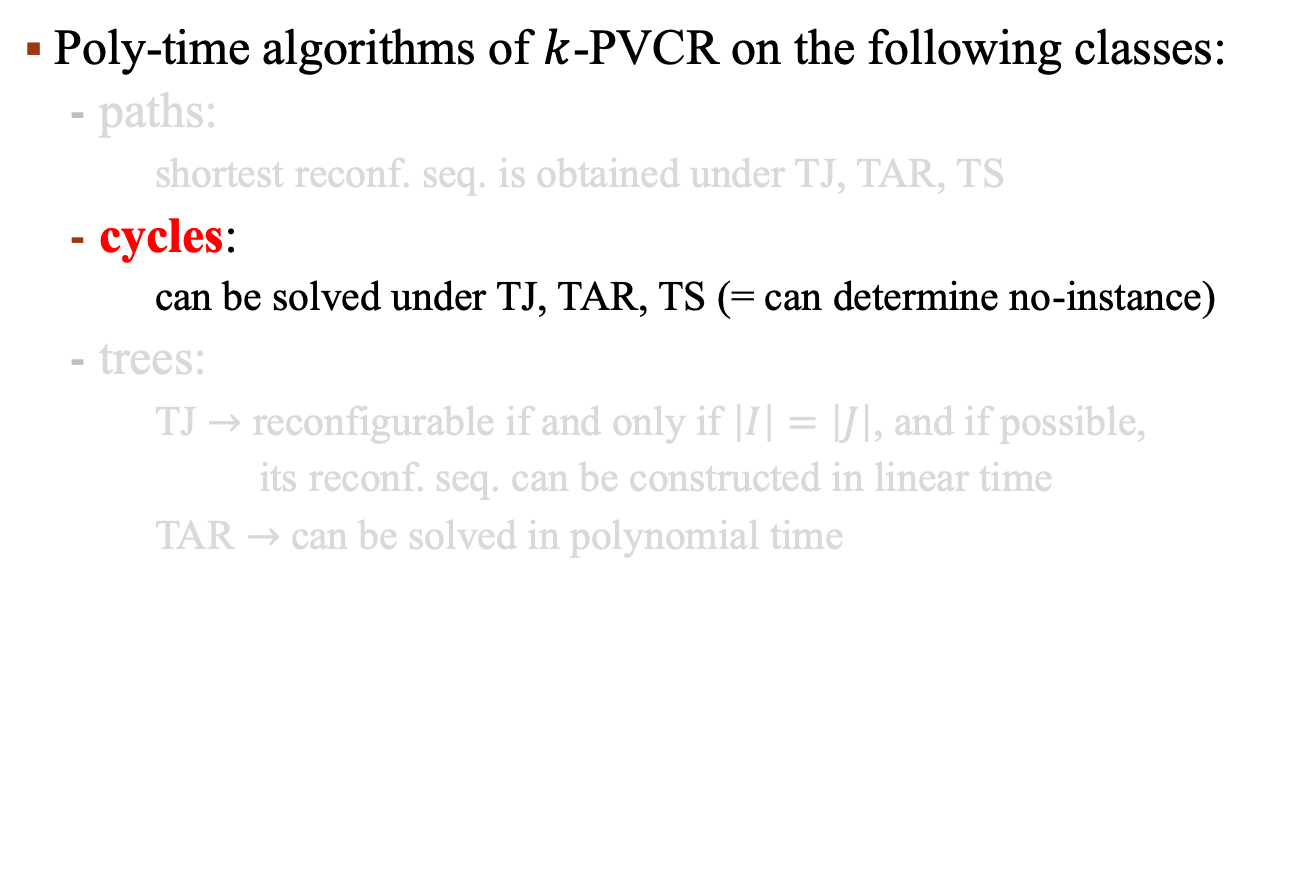 ▪ Poly-time algorithms of k-PVCR on the following classes:
- paths:
shortest reconf. seq. is obtained under TJ, TAR, TS
- cycles:
can be solved under TJ, TAR, TS (= can determine no-instance)
- trees:
TJ → reconfigurable if and only if |I| = |J|, and if possible,
its reconf. seq. can be constructed in linear time
TAR → can be solved in polynomial time